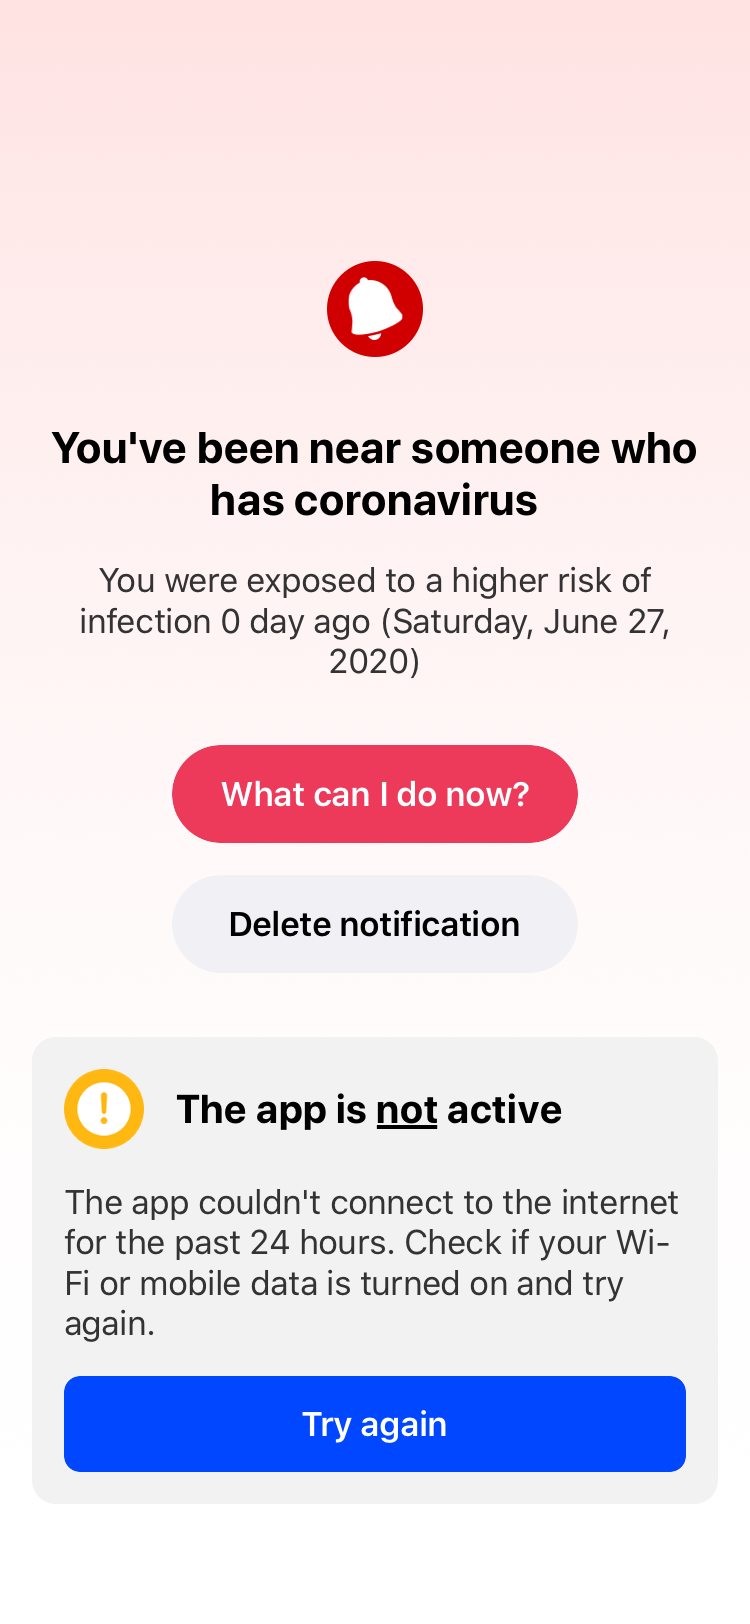 You've been near someone who
has coronavirus
You were exposed to a higher risk of
infection 0 day ago (Saturday, June 27,
2020)
What can I do now?
Delete notification
The app is not active
The app couldn't connect to the internet
for the past 24 hours. Check if your Wi-
Fi or mobile data is turned on and try
again.
Try again